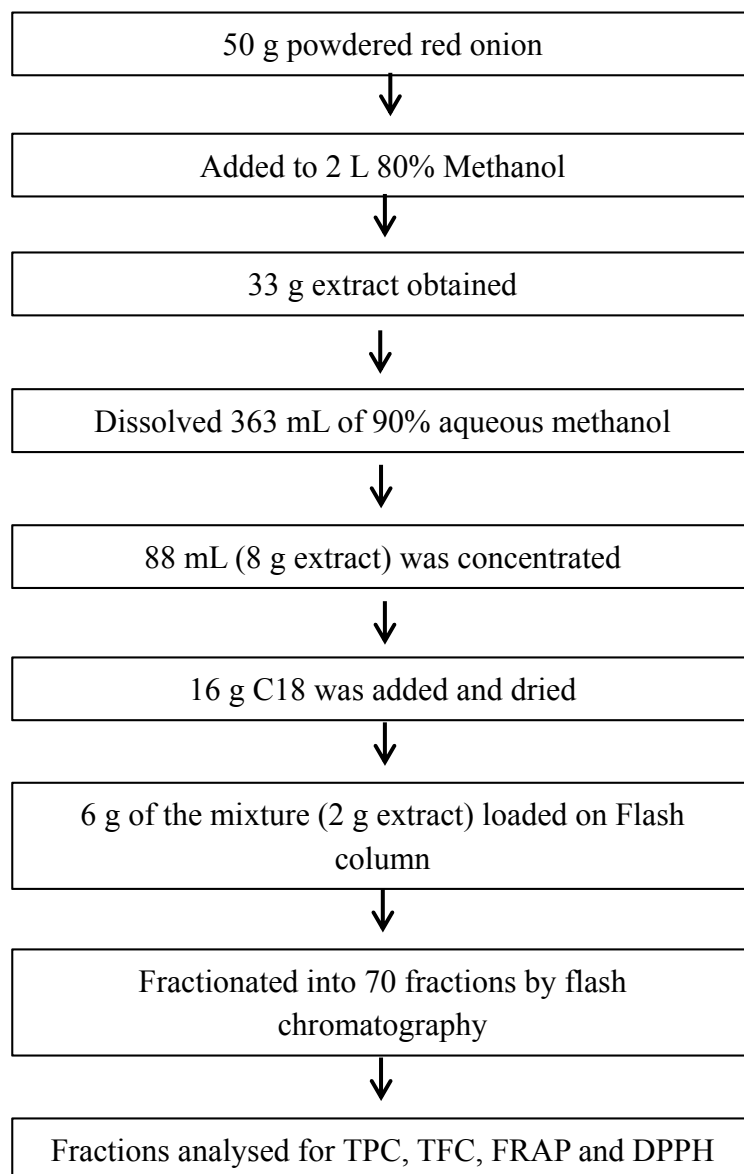 50 g powdered red onion
Added to 2 L 80% Methanol
33 g extract obtained
Dissolved 363 mL of 90% aqueous methanol
88 mL (8 g extract) was concentrated
16 g C18 was added and dried
6 g of the mixture (2 g extract) loaded on Flash
column
Fractionated into 70 fractions by flash
chromatography
Fractions analysed for TPC, TFC, FRAP and DPPH